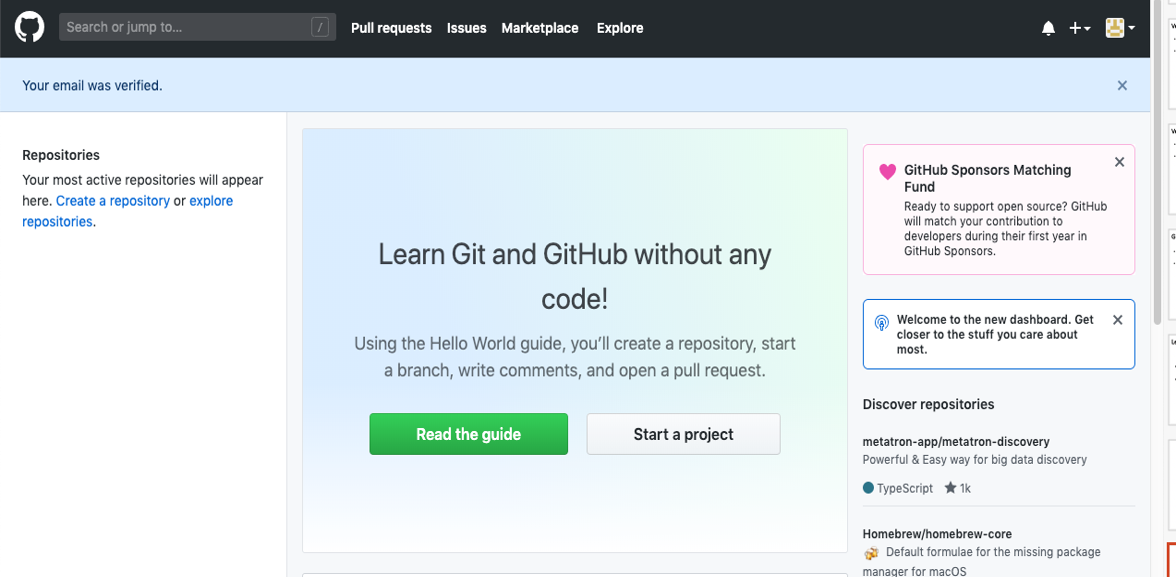 Search or jump to... /
Pull requests Issues Marketplace Explore
Your email was verified.
Repositories
Your most active repositories will appear
here. Create a repository or explore
repositories.
Learn Git and GitHub without any
code!
Using the Hello World guide, you’ll create a repository, start
a branch, write comments, and open a pull request.
Read the guide
Start a project
GitHub Sponsors Matching
Fund
Ready to support open source? GitHub
will match your contribution to
developers during their first year in
GitHub Sponsors.
Welcome to the new dashboard. Get
closer to the stuff you care about
most.
Discover repositories
metatron-app/metatron-discovery
Powerful & Easy way for big data discovery
TypeScript 1k
Homebrew/homebrew-core
Default formulae for the missing package
manager for macOS